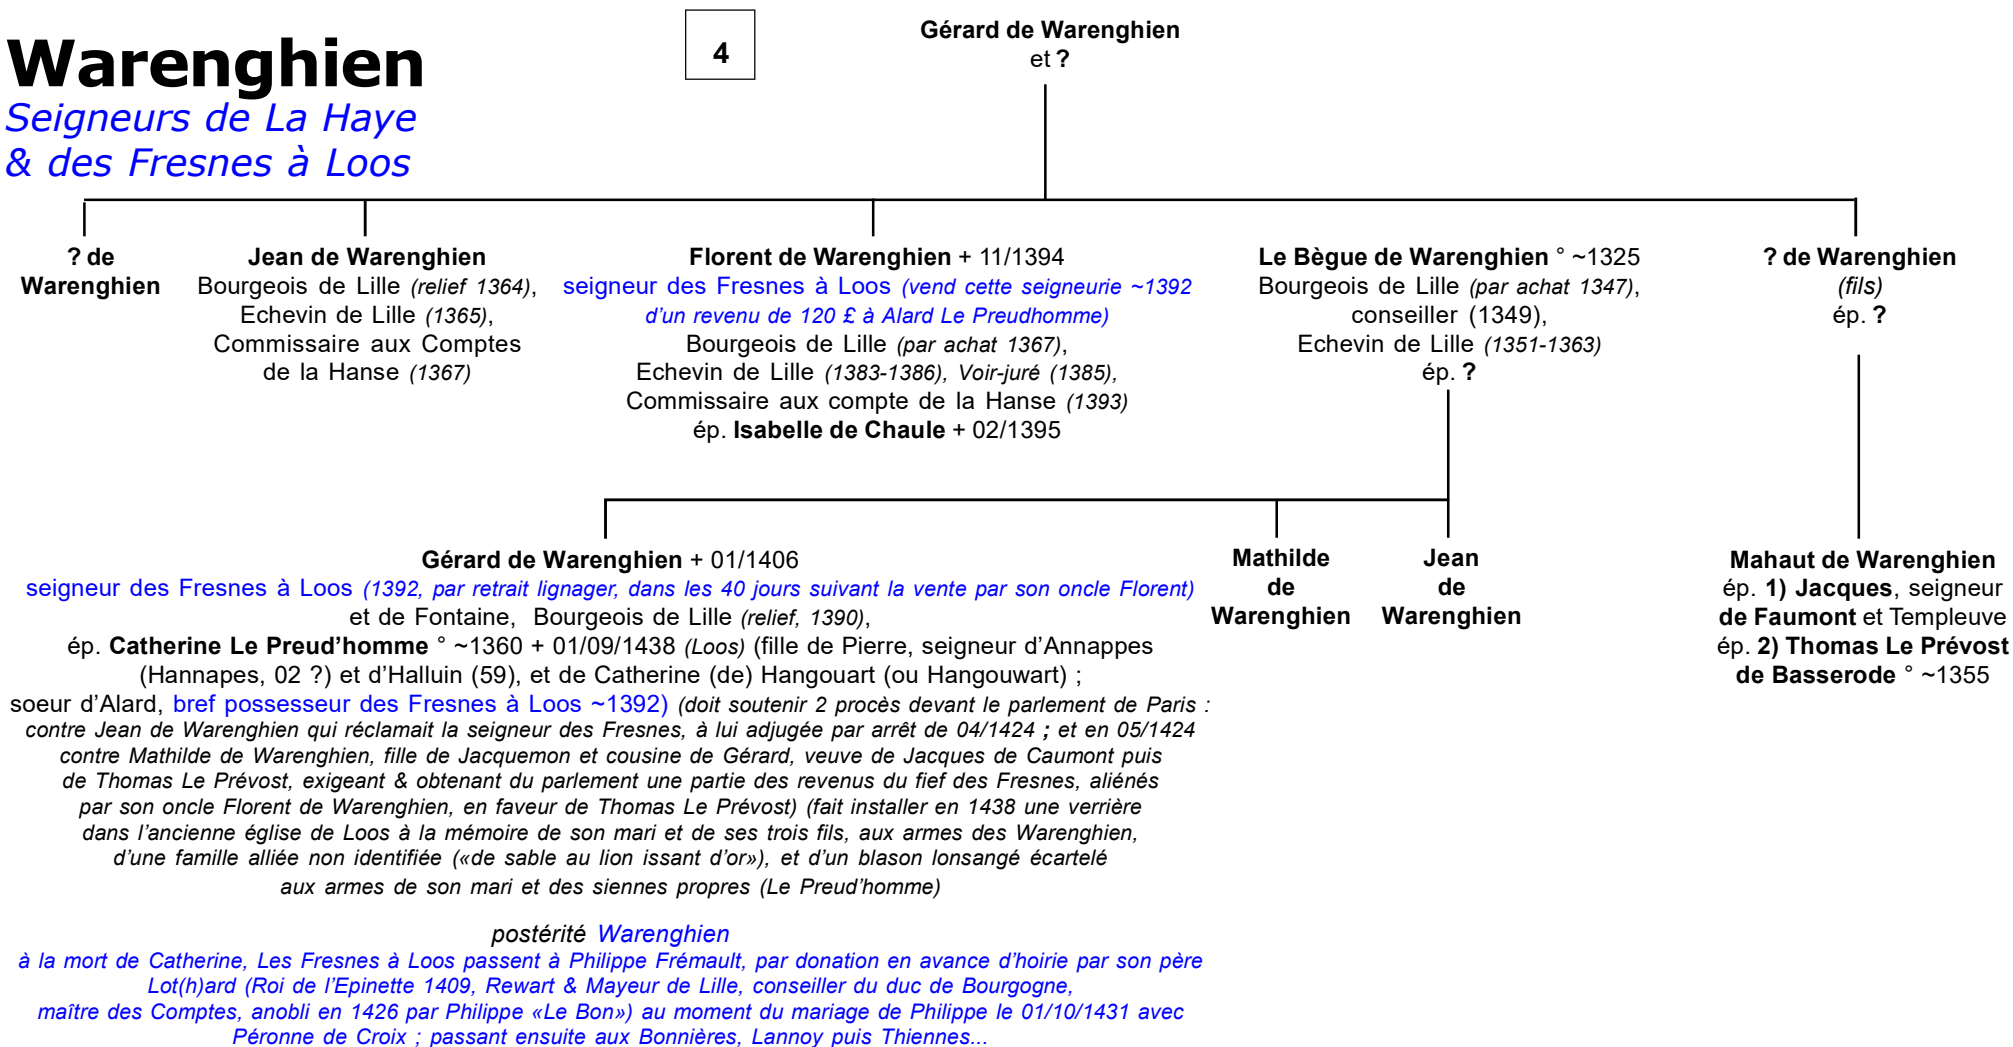 Warenghien
Seigneurs de La Haye
& des Fresnes à Loos
4
Gérard de Warenghien
et ?
? de
Warenghien
Jean de Warenghien
Bourgeois de Lille (relief 1364),
Echevin de Lille (1365),
Commissaire aux Comptes
de la Hanse (1367)
Florent de Warenghien + 11/1394
seigneur des Fresnes à Loos (vend cette seigneurie ~1392
d'un revenu de 120 £ à Alard Le Preudhomme)
Bourgeois de Lille (par achat 1367),
Echevin de Lille (1383-1386), Voir-juré (1385),
Commissaire aux compte de la Hanse (1393)
ép. Isabelle de Chaule + 02/1395
Le Bègue de Warenghien ° ~1325
Bourgeois de Lille (par achat 1347),
conseiller (1349),
Echevin de Lille (1351-1363)
ép. ?
? de Warenghien
(fils)
ép. ?
Gérard de Warenghien + 01/1406
seigneur des Fresnes à Loos (1392, par retrait lignager, dans les 40 jours suivant la vente par son oncle Florent)
et de Fontaine, Bourgeois de Lille (relief, 1390),
ép. Catherine Le Preud'homme ° ~1360 + 01/09/1438 (Loos) (fille de Pierre, seigneur d'Annappes
(Hannapes, 02 ?) et d'Halluin (59), et de Catherine (de) Hangouart (ou Hangouwart) ;
soeur d'Alard, bref possesseur des Fresnes à Loos ~1392) (doit soutenir 2 procès devant le parlement de Paris :
contre Jean de Warenghien qui réclamait la seigneur des Fresnes, à lui adjugée par arrêt de 04/1424 ; et en 05/1424
contre Mathilde de Warenghien, fille de Jacquemon et cousine de Gérard, veuve de Jacques de Caumont puis
de Thomas Le Prévost, exigeant & obtenant du parlement une partie des revenus du fief des Fresnes, aliénés
par son oncle Florent de Warenghien, en faveur de Thomas Le Prévost) (fait installer en 1438 une verrière
dans l'ancienne église de Loos à la mémoire de son mari et de ses trois fils, aux armes des Warenghien,
d'une famille alliée non identifiée («de sable au lion issant d'or»), et d'un blason lonsangé écartelé
aux armes de son mari et des siennes propres (Le Preud'homme)
postérité Warenghien
à la mort de Catherine, Les Fresnes à Loos passent à Philippe Frémault, par donation en avance d'hoirie par son père
Lot(h)ard (Roi de l'Epinette 1409, Rewart & Mayeur de Lille, conseiller du duc de Bourgogne,
maître des Comptes, anobli en 1426 par Philippe «Le Bon») au moment du mariage de Philippe le 01/10/1431 avec
Péronne de Croix ; passant ensuite aux Bonnières, Lannoy puis Thiennes...
Mathilde
de
Warenghien
Jean
de
Warenghien
Mahaut de Warenghien
ép. 1) Jacques, seigneur
de Faumont et Templeuve
ép. 2) Thomas Le Prévost
de Basserode ° ~1355